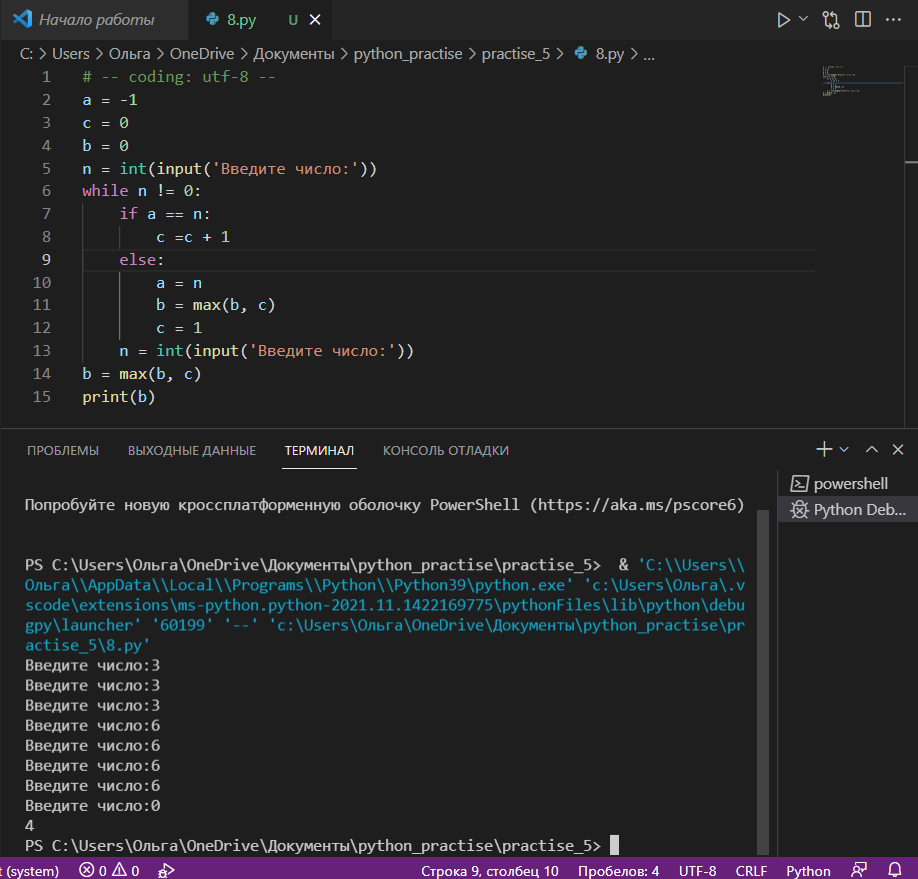 Начало работы 8.py U
C: > Users > Ольга > OneDrive > Документы > python_practise > practise_5 > 8.py > ...
1 # -- coding: utf-8 --
2 a = -1
3 c = 0
4 b = 0
5 n = int(input('Введите число:'))
6 while n != 0:
7 if a == n:
8 c =c + 1
9 else:
10 a = n
11 b = max(b, c)
12 c = 1
13 n = int(input('Введите число:'))
14 b = max(b, c)
15 print(b)
ПРОБЛЕМЫ ВЫХОДНЫЕ ДАННЫЕ ТЕРМИНАЛ КОНСОЛЬ ОТЛАДКИ
powershell
Python Deb...
Попробуйте новую кроссплатформенную оболочку PowerShell (https://aka.ms/pscore6)
PS C:\Users\Ольга\OneDrive\Документы\python_practise\practise_5>  & 'C:\\Users\\
Ольга\\AppData\\Local\\Programs\\Python\\Python39\python.exe' 'c:\Users\Ольга\.v
scode\extensions\ms-python.python-2021.11.1422169775\pythonFiles\lib\python\debu
gpy\launcher' '60199' '--' 'c:\Users\Ольга\OneDrive\Документы\python_practise\pr
actise_5\8.py'
Введите число:3
Введите число:3
Введите число:3
Введите число:6
Введите число:6
Введите число:6
Введите число:6
Введите число:0
4
PS C:\Users\Ольга\OneDrive\Документы\python_practise\practise_5>
t (system) 0 0 Строка 9, столбец 10 Пробелов: 4 UTF-8 CRLF Python